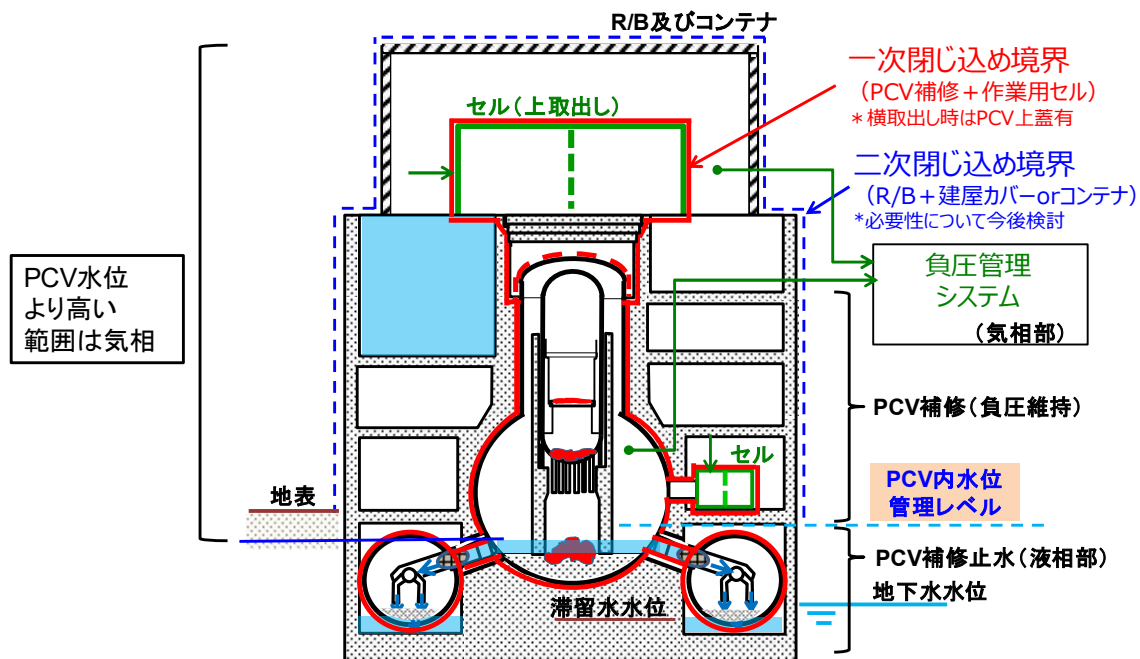 R/B及びコンテナ
一次閉じ込め境界
（PCV補修＋作業用セル）
＊横取出し時はPCV上蓋有
セル（上取出し）
二次閉じ込め境界
（R/B＋建屋カバーorコンテナ）
*必要性について今後検討
PCV水位
より高い
範囲は気相
負圧管理
システム
（気相部）
PCV補修（負圧維持）
セル
PCV内水位
管理レベル
地表
PCV補修止水（液相部）
地下水水位
滞留水水位